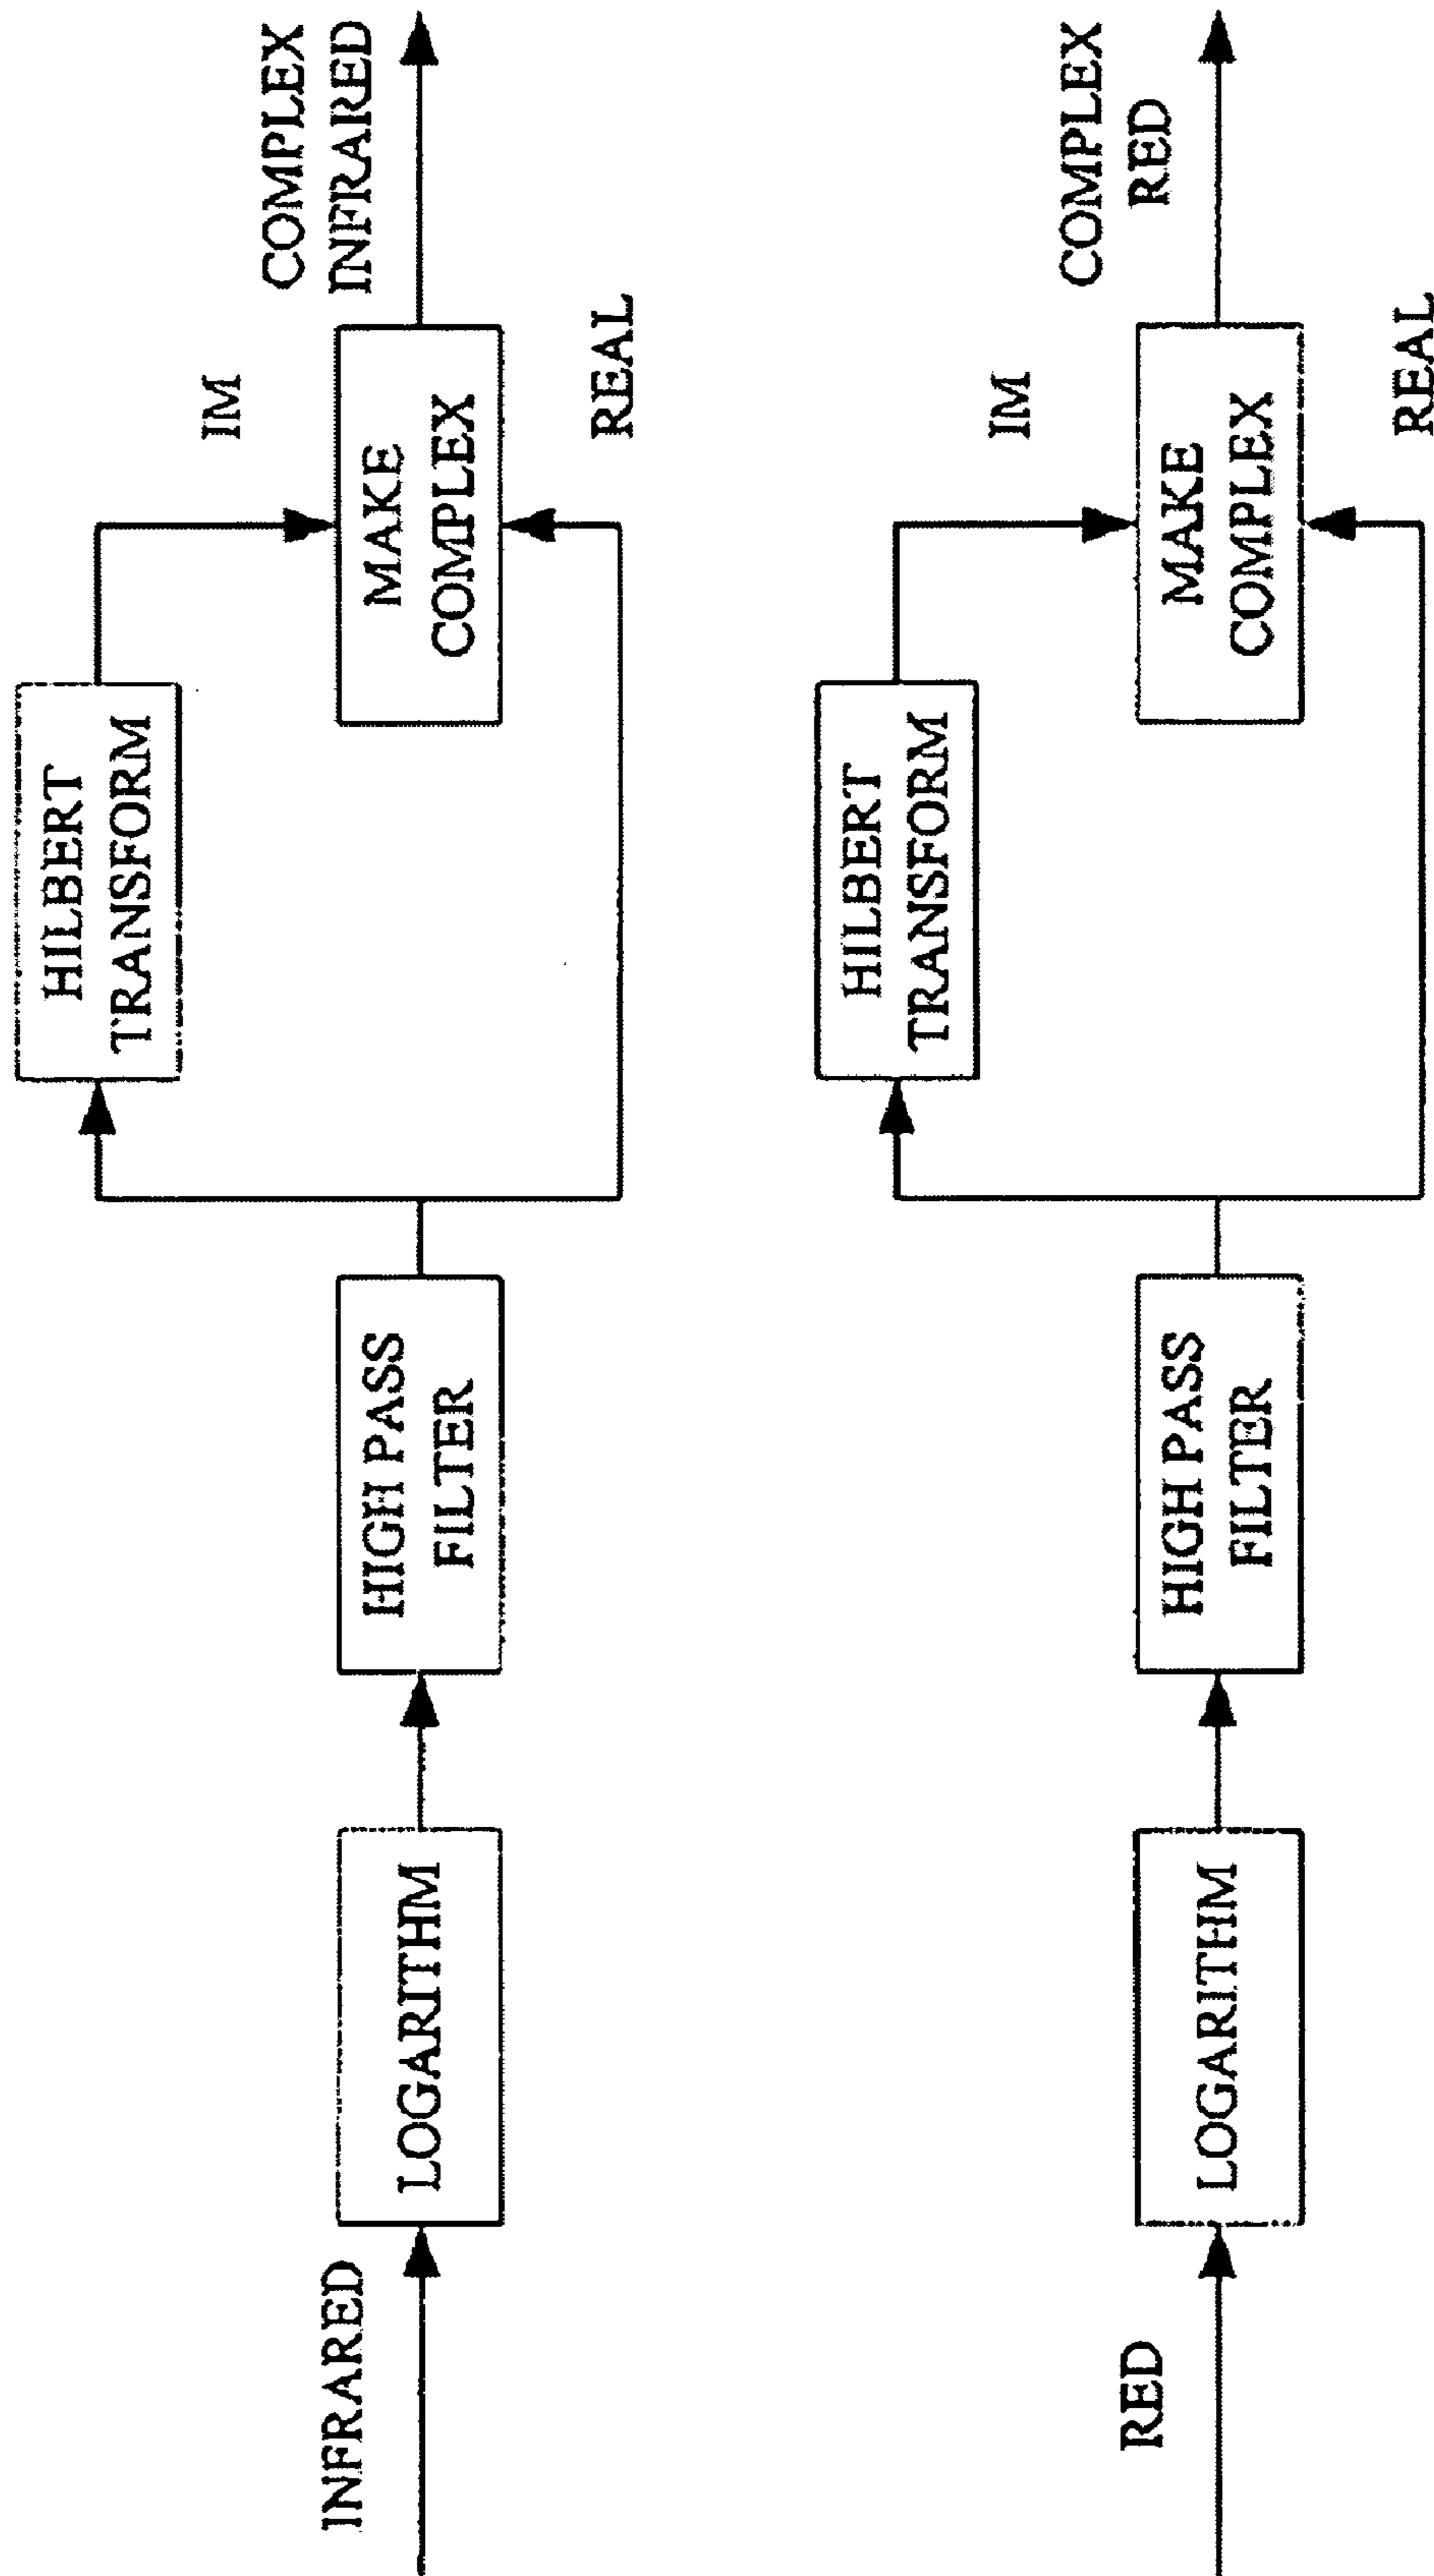 INFRARED
LOGARITHM
HIGH PASS
FILTER
HILBERT
TRANSFORM
IM
MAKE
COMPLEX
REAL
COMPLEX
INFRARED
RED
LOGARITHM
HIGH PASS
FILTER
HILBERT
TRANSFORM
IM
MAKE
COMPLEX
REAL
COMPLEX
RED